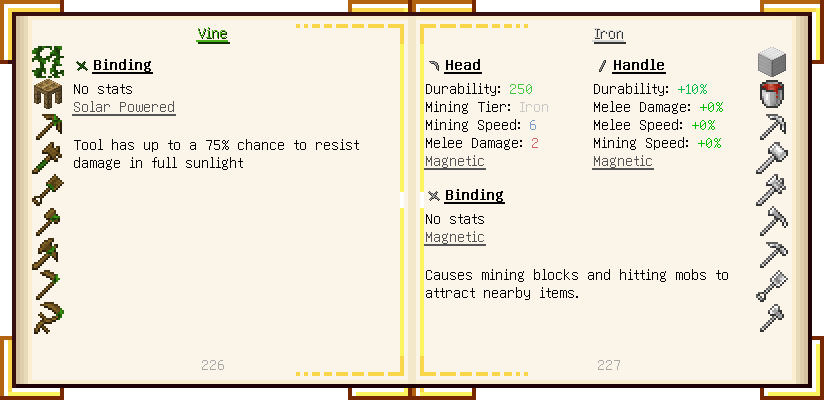 Vine
Binding
No stats
Solar Powered
Tool has up to a 75% chance to resist
damage in full sunlight
226
Iron
Head
Durability: 250
Mining Tier: Iron
Mining Speed: 6
Melee Damage: 2
Magnetic
Handle
Durability: +10%
Melee Damage: +0%
Melee Speed: +0%
Mining Speed: +0%
Magnetic
Binding
No stats
Magnetic
Causes mining blocks and hitting mobs to
attract nearby items.
227